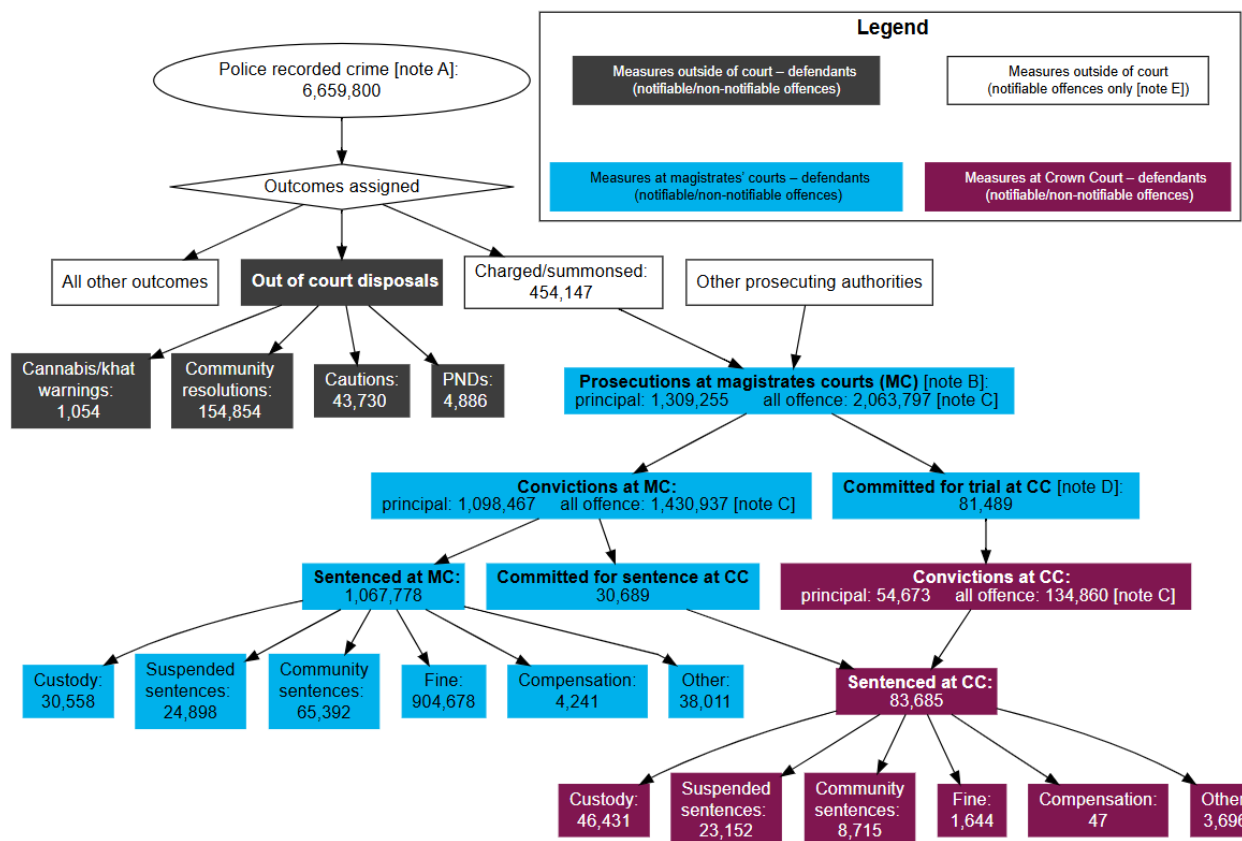 Legend
Measures outside of court – defendants
(notifiable/non-notifiable offences)
Measures outside of court
(notifiable offences only [note E])
Measures at magistrates' courts – defendants
(notifiable/non-notifiable offences)
Measures at Crown Court – defendants
(notifiable/non-notifiable offences)
Police recorded crime [note A]:
6,659,800
Outcomes assigned
All other outcomes
Out of court disposals
Charged/summonsed:
454,147
Other prosecuting authorities
Cannabis/khat
warnings:
1,054
Community
resolutions:
154,854
Cautions:
43,730
PNDs:
4,886
Prosecutions at magistrates courts (MC) [note B]:
principal: 1,309,255 all offence: 2,063,797 [note C]
Convictions at MC:
principal: 1,098,467 all offence: 1,430,937 [note C]
Committed for trial at CC [note D]:
81,489
Sentenced at MC:
1,067,778
Committed for sentence at CC
30,689
Convictions at CC:
principal: 54,673 all offence: 134,860 [note C]
Custody:
30,558
Suspended
sentences:
24,898
Community
sentences:
65,392
Fine:
904,678
Compensation:
4,241
Other:
38,011
Sentenced at CC:
83,685
Custody:
46,431
Suspended
sentences:
23,152
Community
sentences:
8,715
Fine:
1,644
Compensation:
47
Other
3,696